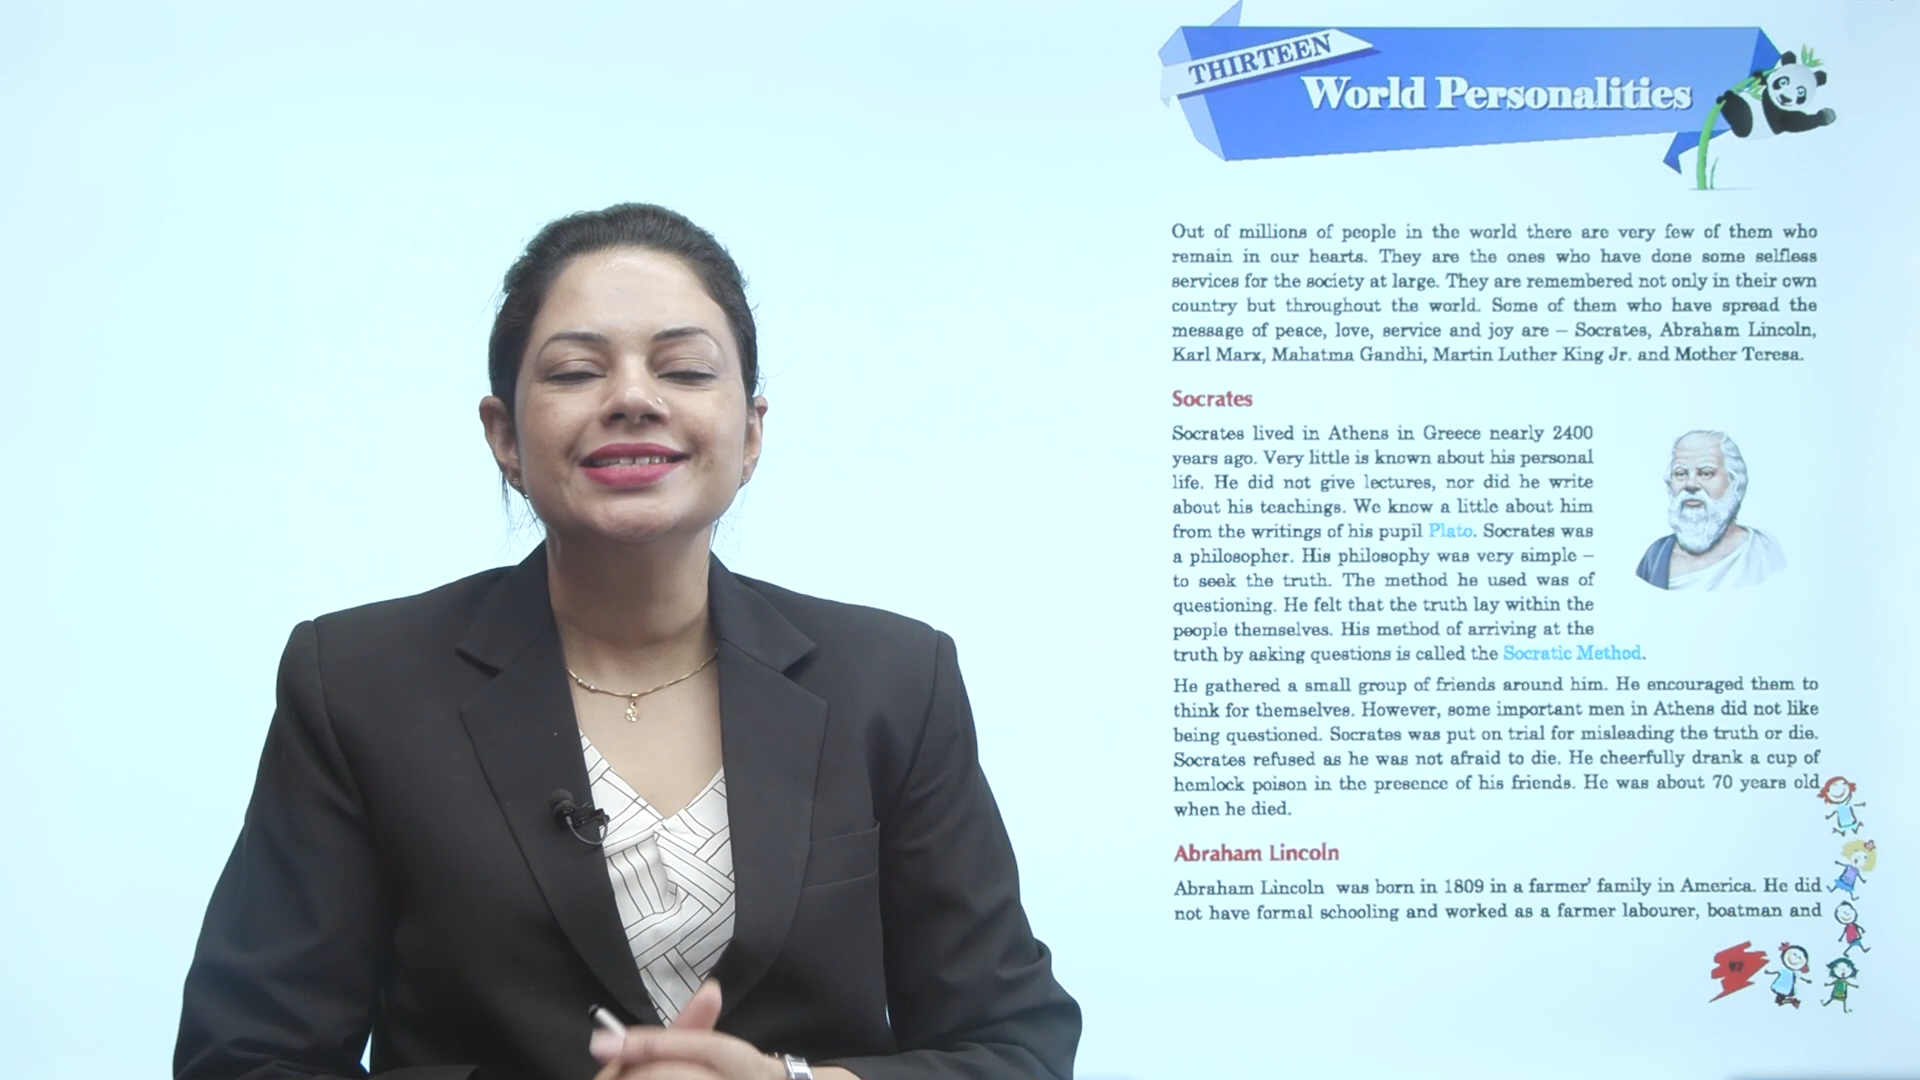 THIRTEEN
World Personalities
Out of millions of people in the world there are very few of them who
remain in our hearts. They are the ones who have done some selfless
services for the society at large. They are remembered not only in their own
country but throughout the world. Some of them who have spread the
message of peace, love, service and joy are – Socrates, Abraham Lincoln,
Karl Marx, Mahatma Gandhi, Martin Luther King Jr. and Mother Teresa.
Socrates
Socrates lived in Athens in Greece nearly 2400
years ago. Very little is known about his personal
life. He did not give lectures, nor did he write
about his teachings. We know a little about him
from the writings of his pupil Plato. Socrates was
a philosopher. His philosophy was very simple –
to seek the truth. The method he used was of
questioning. He felt that the truth lay within the
people themselves. His method of arriving at the
truth by asking questions is called the Socratic Method.
He gathered a small group of friends around him. He encouraged them to
think for themselves. However, some important men in Athens did not like
being questioned. Socrates was put on trial for misleading the truth or die.
Socrates refused as he was not afraid to die. He cheerfully drank a cup of
hemlock poison in the presence of his friends. He was about 70 years old
when he died.
Abraham Lincoln
Abraham Lincoln was born in 1809 in a farmer' family in America. He did
not have formal schooling and worked as a farmer labourer, boatman and
97